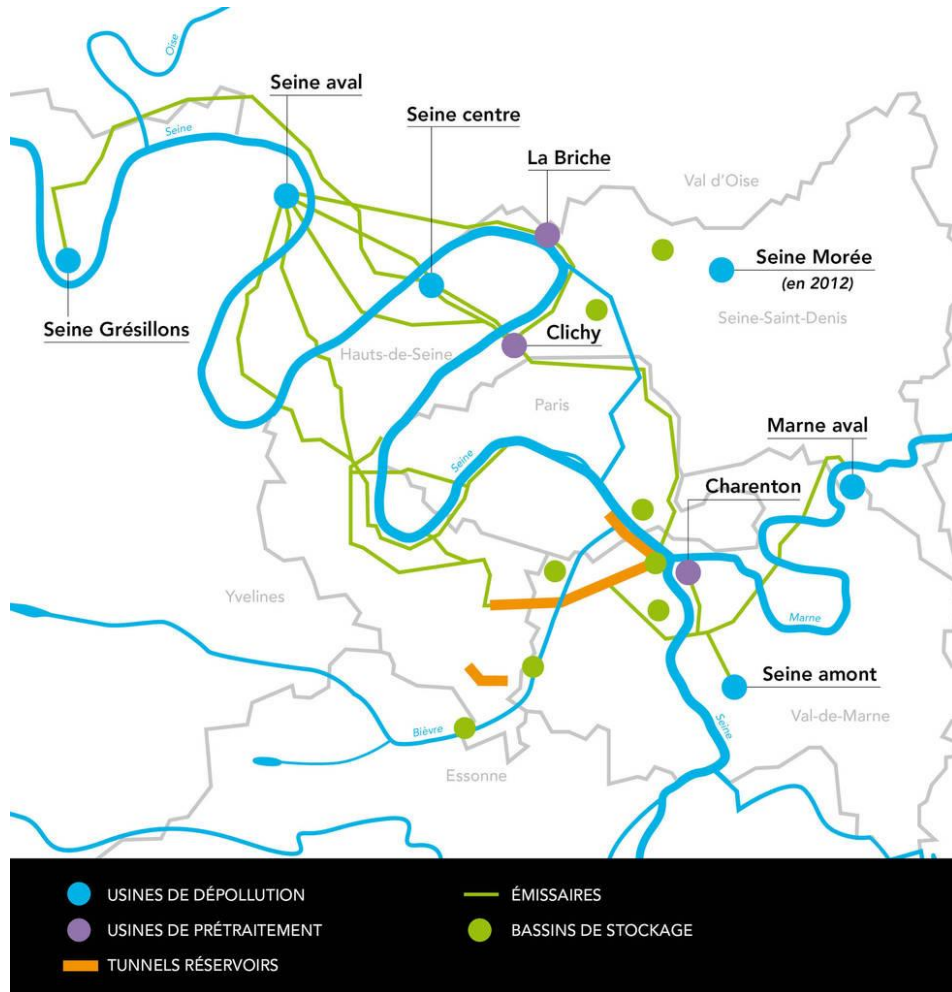 Oise
Seine aval
Seine centre
Seine
La Briche
Val d'Oise
Seine Morée
(en 2012)
Seine Grésillons
Clichy
Seine-Saint-Denis
Hauts-de-Seine
Paris
Marne aval
Seine
Charenton
Yvelines
Marne
Seine amont
Val-de-Marne
Seine
Bièvre
Essonne
USINES DE DÉPOLLUTION
USINES DE PRÉTRAITEMENT
TUNNELS RÉSERVOIRS
ÉMISSAIRES
BASSINS DE STOCKAGE